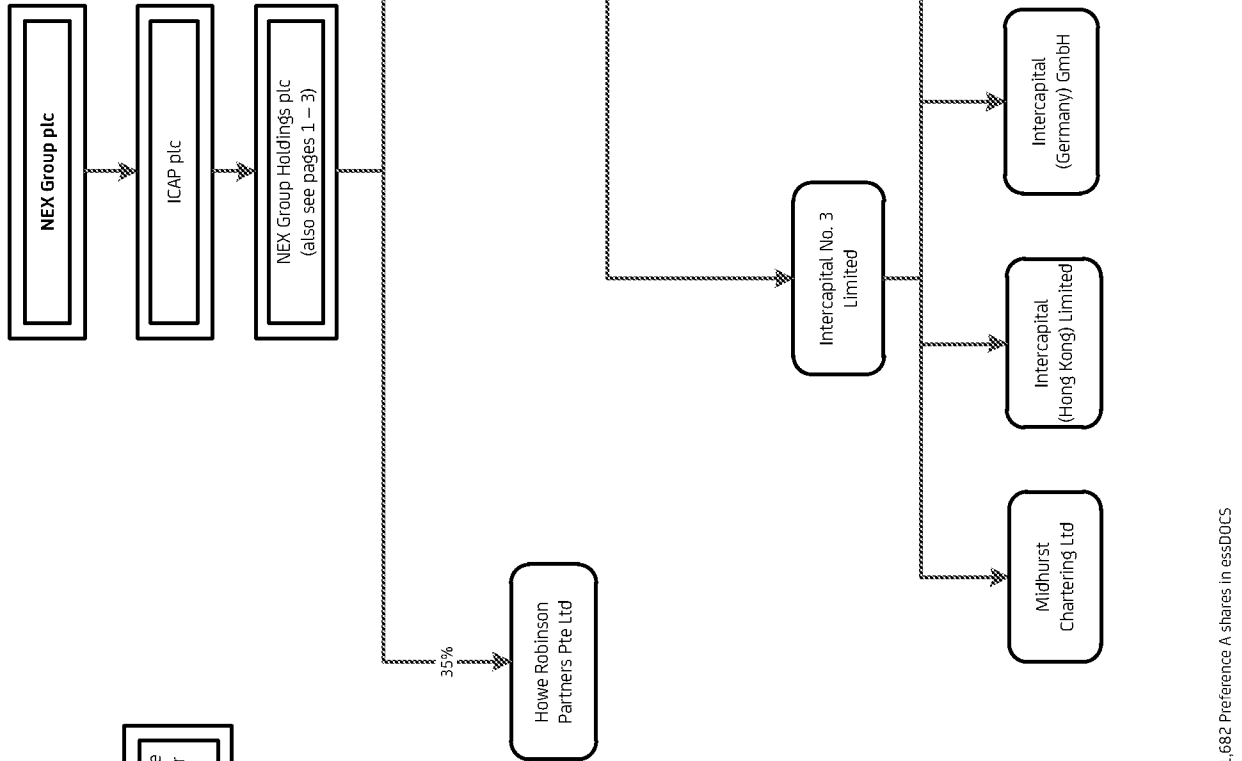 NEX Group plc
ICAP plc
NEX Group Holdings plc
(also see pages 1 – 3)
35%
Howe Robinson
Partners Pte Ltd
Intercapital No. 3
Limited
Midhurst
Chartering Ltd
Intercapital
(Hong Kong) Limited
Intercapital
(Germany) GmbH
,682 Preference A shares in essDOCS